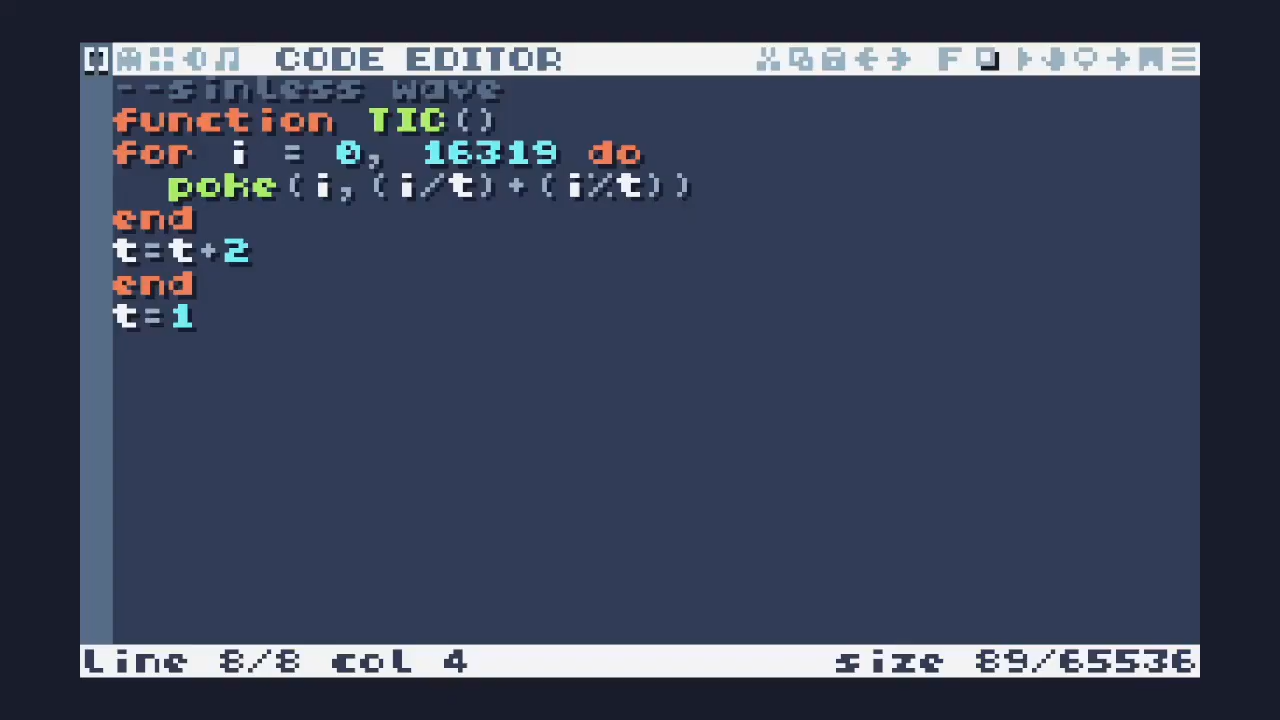 CODE EDITOR F
--sinless wave
function TIC()
for i = 0, 16319 do
  poke(i,(i/t)+(i%t))
end
t=t+2
end
t=1
line 8/8 col 4 size 89/65536